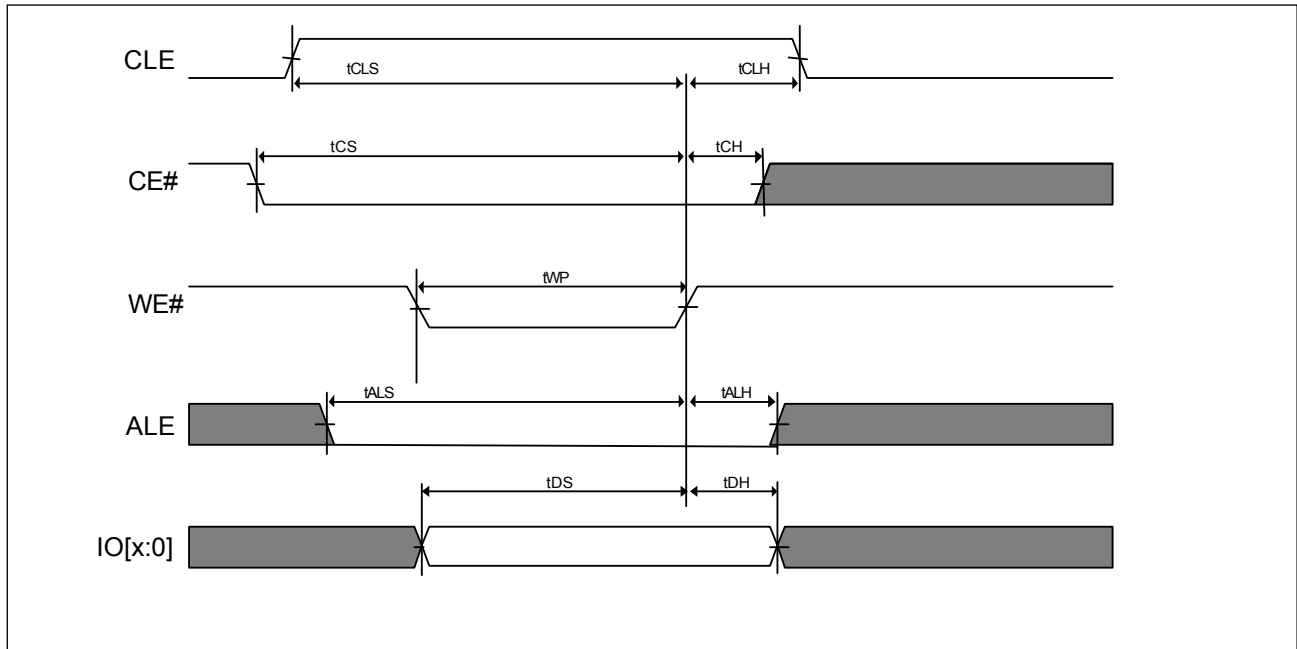 CLE
tCLS
tCLH
tCS
tCH
CE#
tWP
WE#
tALS
tALH
ALE
tDS
tDH
IO[x:0]